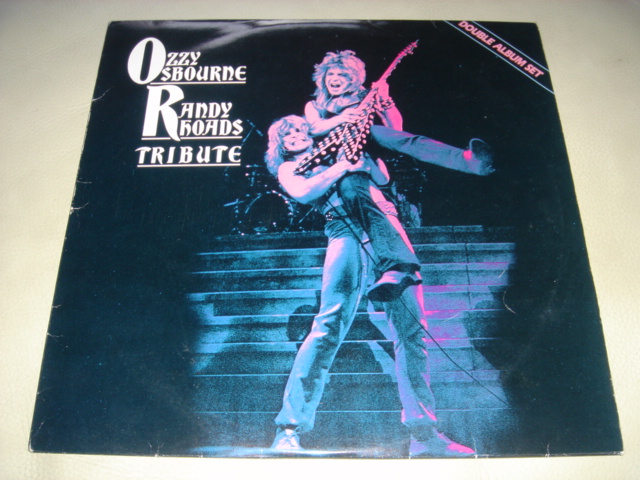 OZZY
OSBOURNE
RANDY
RHOADS
TRIBUTE
DOUBLE ALBUM SET